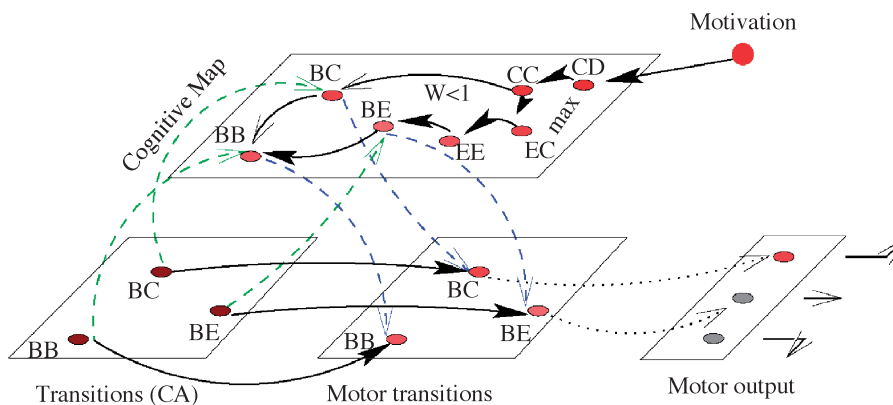 Motivation
Cognitive Map
BC
CC
CD
W<1
max
BE
BB
EE
EC
BC
BC
BE
BE
BB
BB
Transitions (CA)
Motor transitions
Motor output